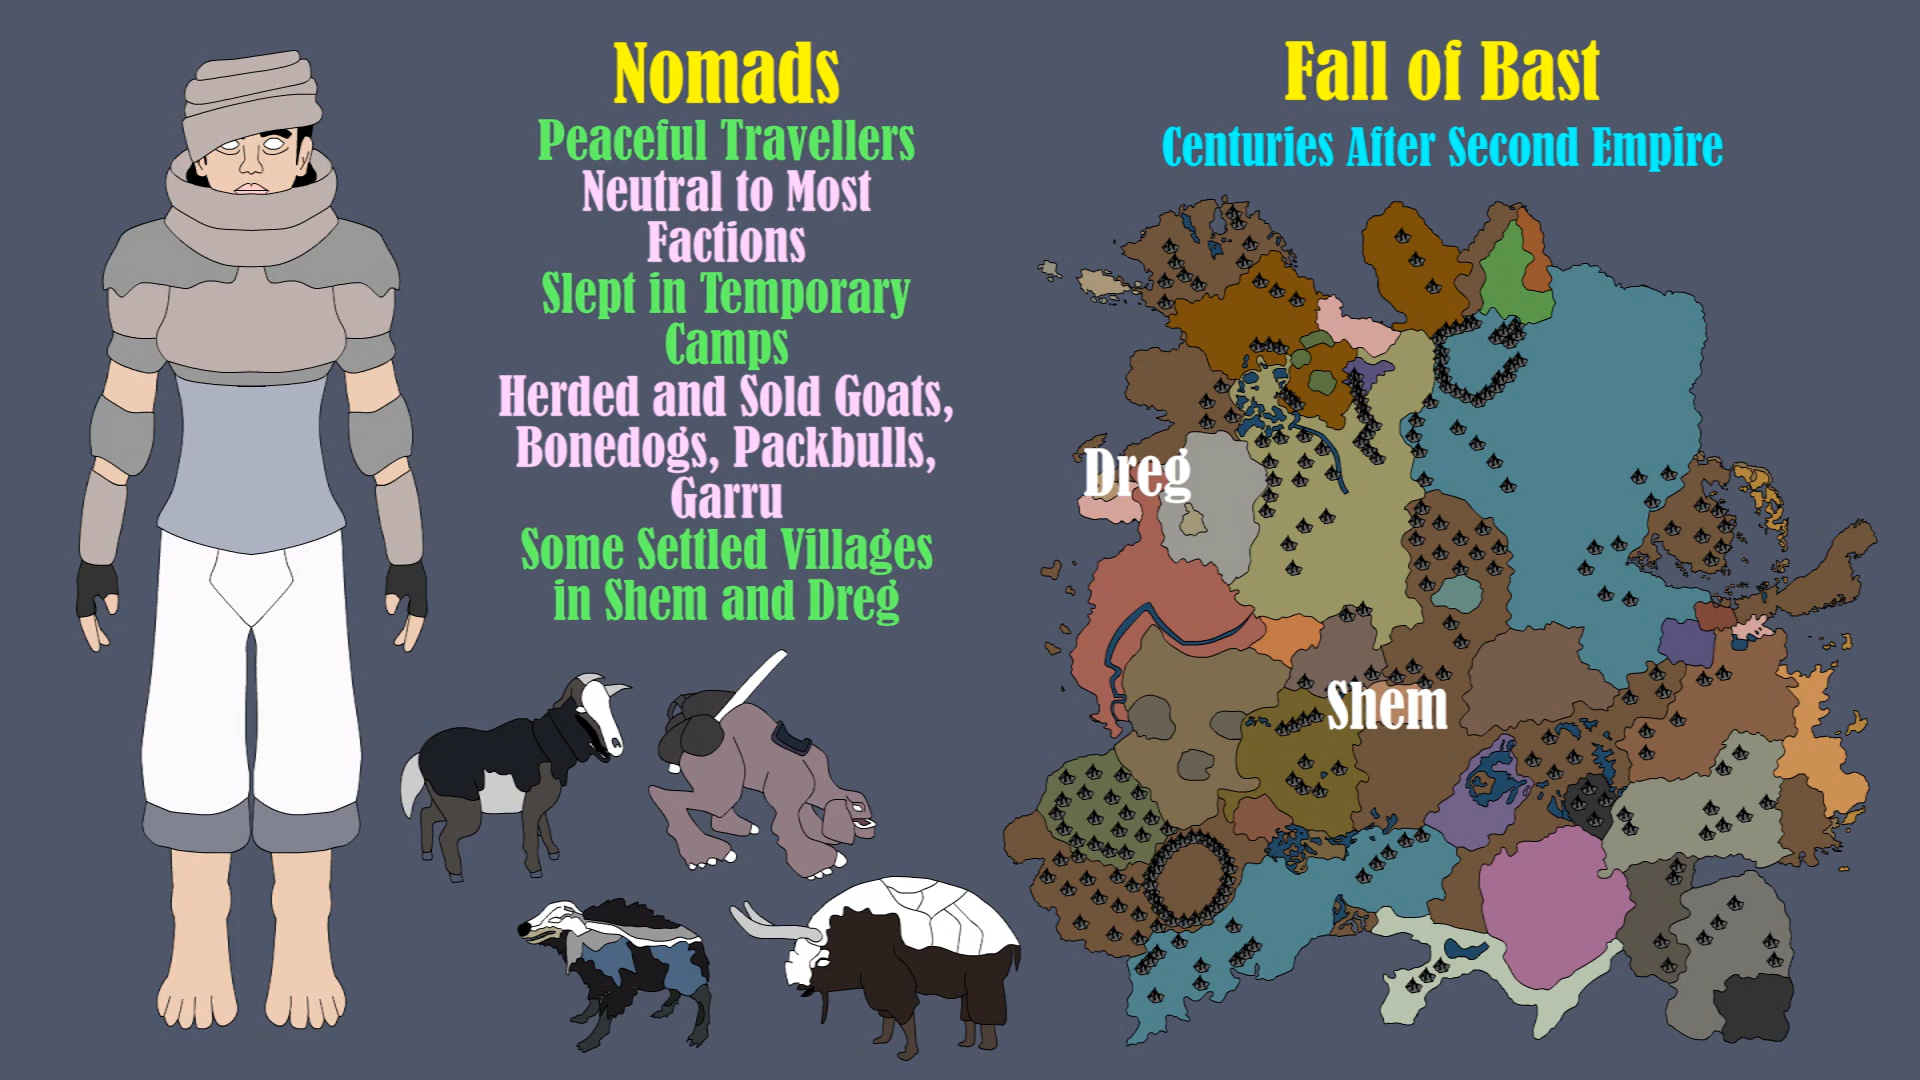 Nomads
Peaceful Travellers
Neutral to Most
Factions
Slept in Temporary
Camps
Herded and Sold Goats,
Bonedogs, Packbulls,
Garru
Some Settled Villages
in Shem and Dreg
Fall of Bast
Centuries After Second Empire
Dreg
Shem